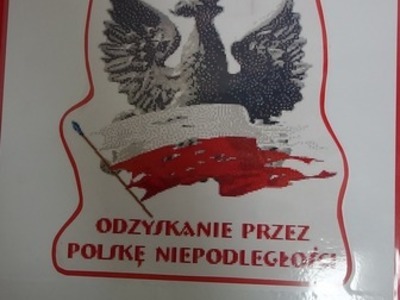 ODZYSKANIE PRZEZ
POLSKĘ NIEPODLEGŁOŚCI